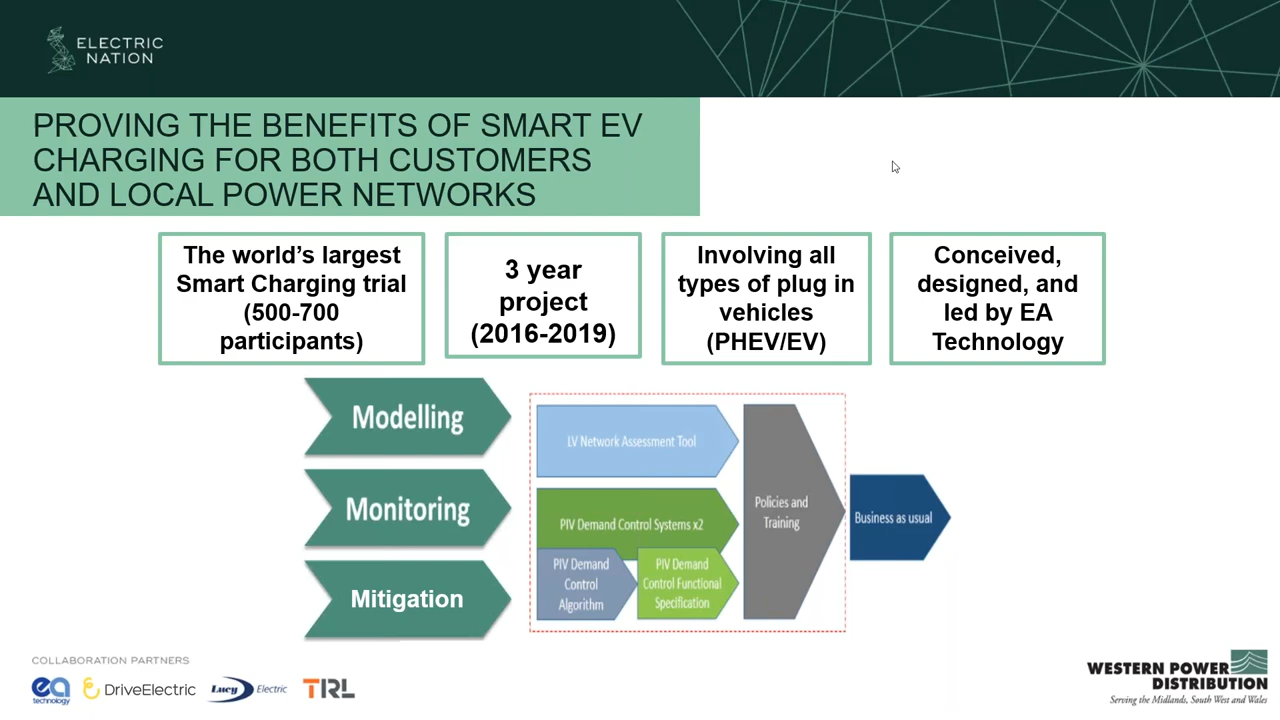 ELECTRIC
NATION
PROVING THE BENEFITS OF SMART EV
CHARGING FOR BOTH CUSTOMERS
AND LOCAL POWER NETWORKS
The world’s largest
Smart Charging trial
(500-700
participants)
3 year
project
(2016-2019)
Involving all
types of plug in
vehicles
(PHEV/EV)
Conceived,
designed, and
led by EA
Technology
Modelling
Monitoring
Mitigation
LV Network Assessment Tool
PIV Demand Control Systems x2
PIV Demand
Control
Algorithm
PIV Demand
Control Functional
Specification
Policies and
Training
Business as usual
COLLABORATION PARTNERS
ea
technology
DriveElectric
Lucy Electric
TRL
WESTERN POWER
DISTRIBUTION
Serving the Midlands, South West and Wales